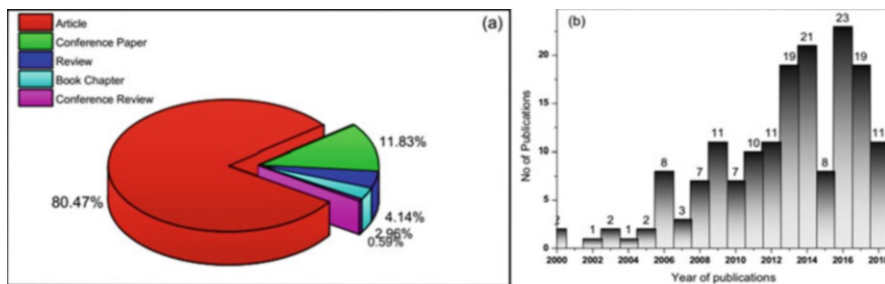 (a)
Article
Conference Paper
Review
Book Chapter
Conference Review
11.83%
80.47%
4.14%
2.96%
0.59%
(b)
No of Publications
20
10
0
2 1 2 1 2 8 3 7 11 7 10 11 19 21 8 23 19 11
2000 2002 2004 2006 2008 2010 2012 2014 2016 2018
Year of publications